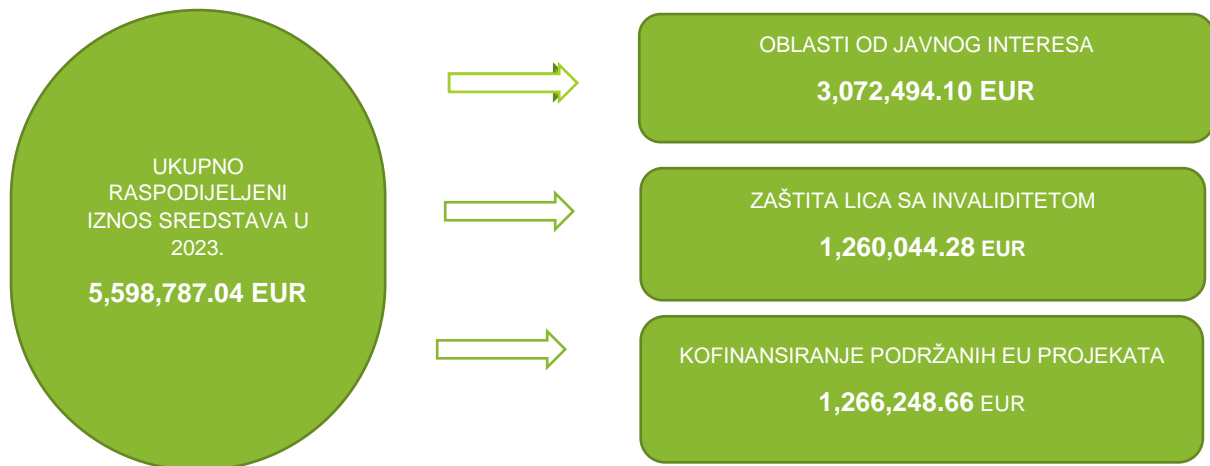 UKUPNO
RASPODIJELJENI
IZNOS SREDSTAVA U
2023.
5,598,787.04 EUR
OBLASTI OD JAVNOG INTERESA
3,072,494.10 EUR
ZAŠTITA LICA SA INVALIDITETOM
1,260,044.28 EUR
KOFINANSIRANJE PODRŽANIH EU PROJEKATA
1,266,248.66 EUR